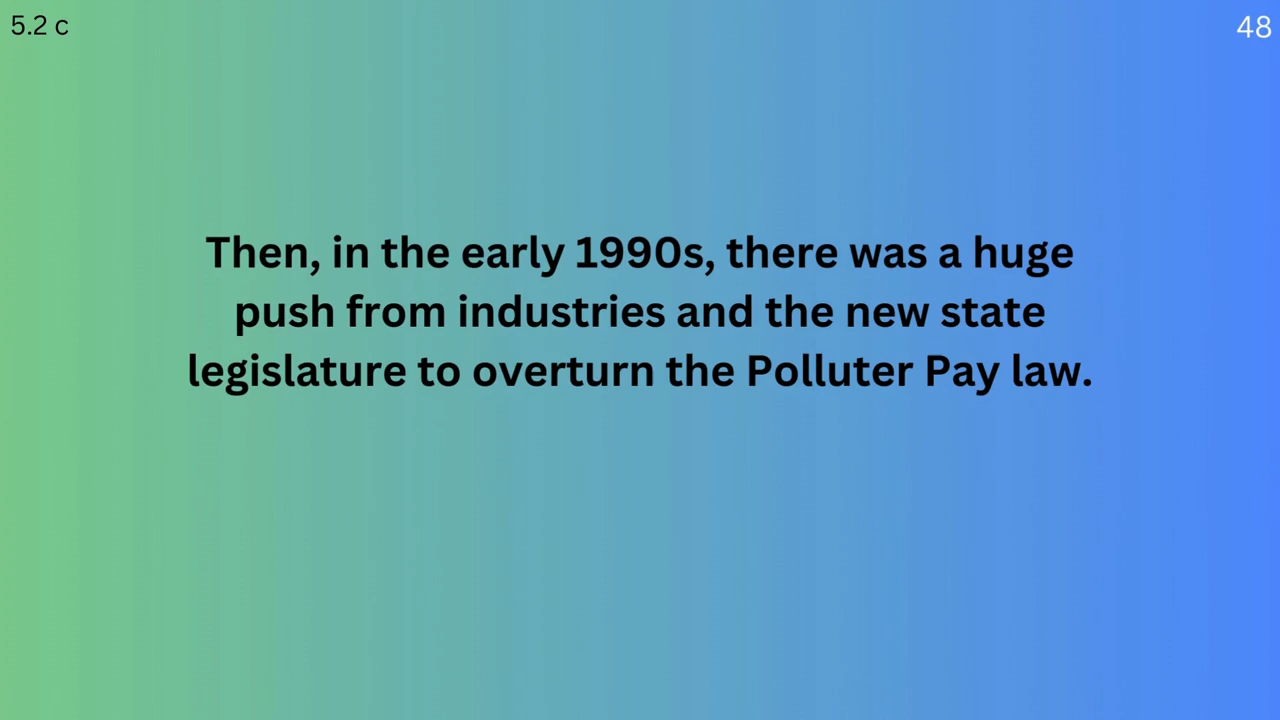 5.2 c
48
Then, in the early 1990s, there was a huge
push from industries and the new state
legislature to overturn the Polluter Pay law.